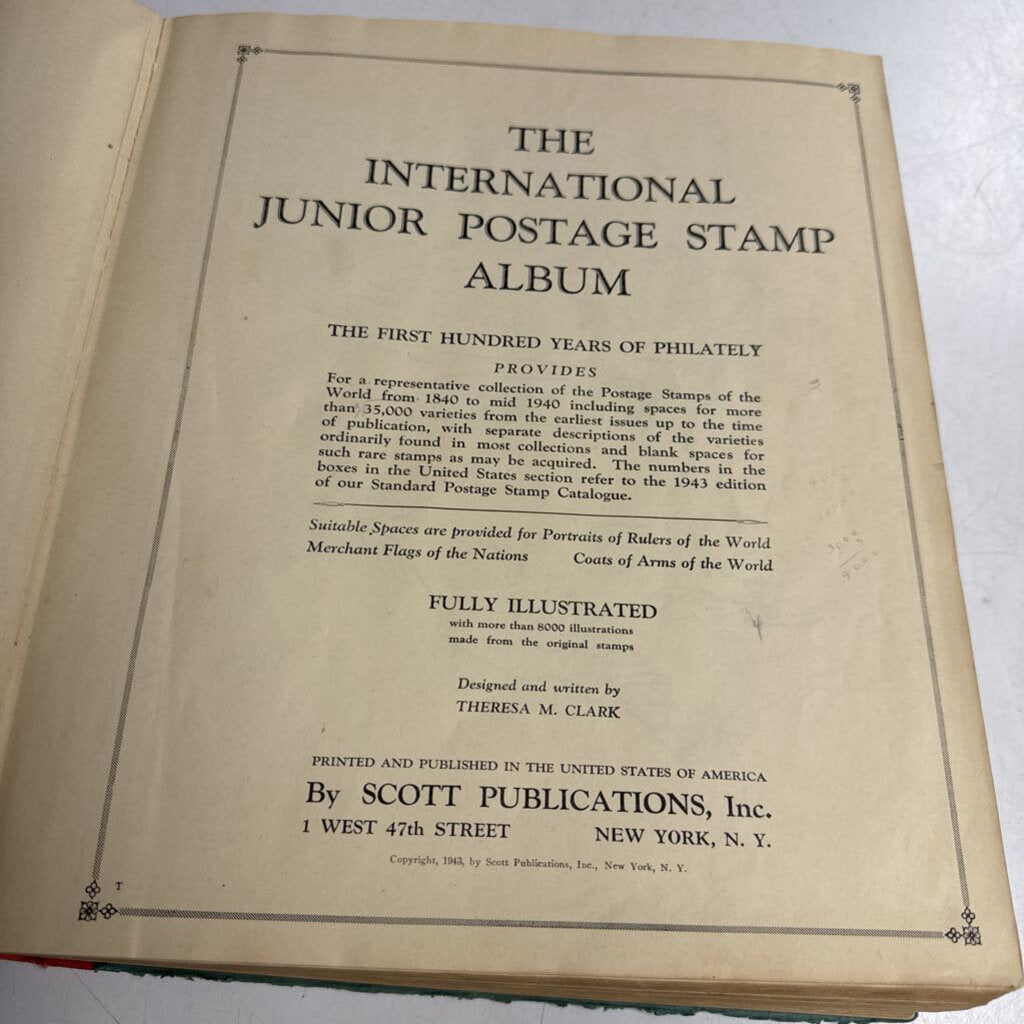 THE
INTERNATIONAL
JUNIOR POSTAGE STAMP
ALBUM
THE FIRST HUNDRED YEARS OF PHILATELY
PROVIDES
For a representative collection of the Postage Stamps of the
World from 1840 to mid 1940 including spaces for more
than 35,000 varieties from the earliest issues up to the time
of publication, with separate descriptions of the varieties
ordinarily found in most collections and blank spaces for
such rare stamps as may be acquired. The numbers in the
boxes in the United States section refer to the 1943 edition
of our Standard Postage Stamp Catalogue.
Suitable Spaces are provided for Portraits of Rulers of the World
Merchant Flags of the Nations Coats of Arms of the World
FULLY ILLUSTRATED
with more than 8000 illustrations
made from the original stamps
Designed and written by
THERESA M. CLARK
PRINTED AND PUBLISHED IN THE UNITED STATES OF AMERICA
By SCOTT PUBLICATIONS, Inc.
1 WEST 47th STREET NEW YORK, N. Y.
Copyright, 1943, by Scott Publications, Inc., New York, N. Y.
T